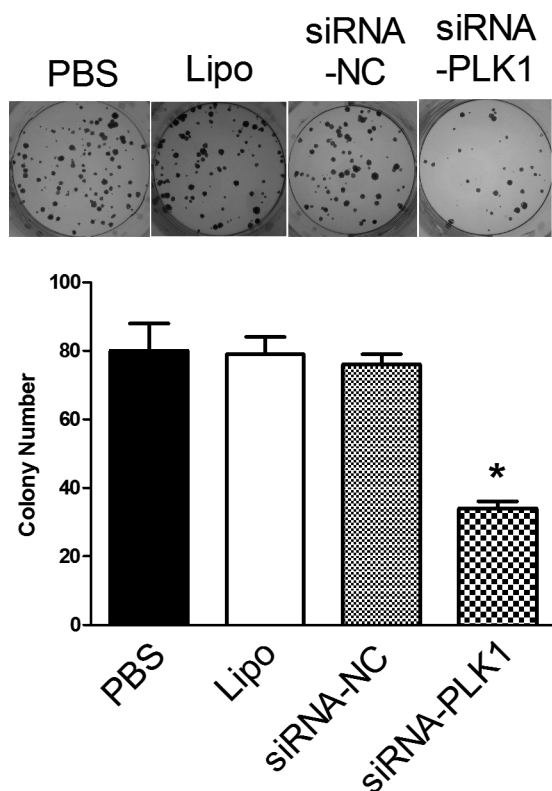 PBS
Lipo
siRNA
-NC
siRNA
-PLK1
100
80
60
40
20
0
Colony Number
*
PBS
Lipo
siRNA-NC
siRNA-PLK1